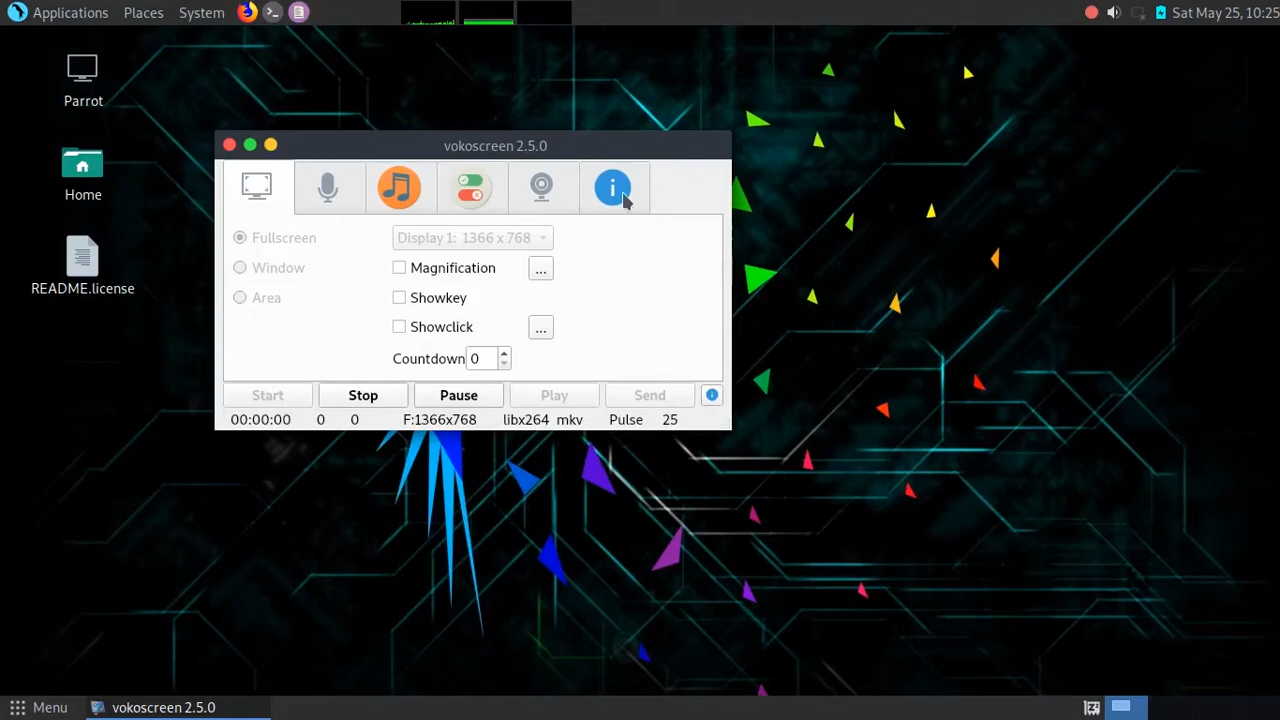 Applications Places System
Sat May 25, 10:25
Parrot
Home
README.license
vokoscreen 2.5.0
Fullscreen
Display 1: 1366 x 768
Window
Magnification
...
Area
Showkey
Showclick
...
Countdown 0
Start Stop Pause Play Send
00:00:00 0 0 F:1366x768 libx264 mkv Pulse 25
Menu vokoscreen 2.5.0